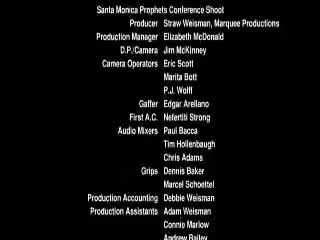 Santa Monica Prophets Conference Shoot
Producer Straw Weisman, Marquee Productions
Production Manager Elizabeth McDonald
D.P./Camera Jim McKinney
Camera Operators Eric Scott
Marita Bott
P.J. Wolff
Gaffer Edgar Arellano
First A.C. Nefertiti Strong
Audio Mixers Paul Bacca
Tim Hollenbaugh
Chris Adams
Grips Dennis Baker
Marcel Schoettel
Production Accounting Debbie Weisman
Production Assistants Adam Weisman
Connie Marlow
Andrew Bailey